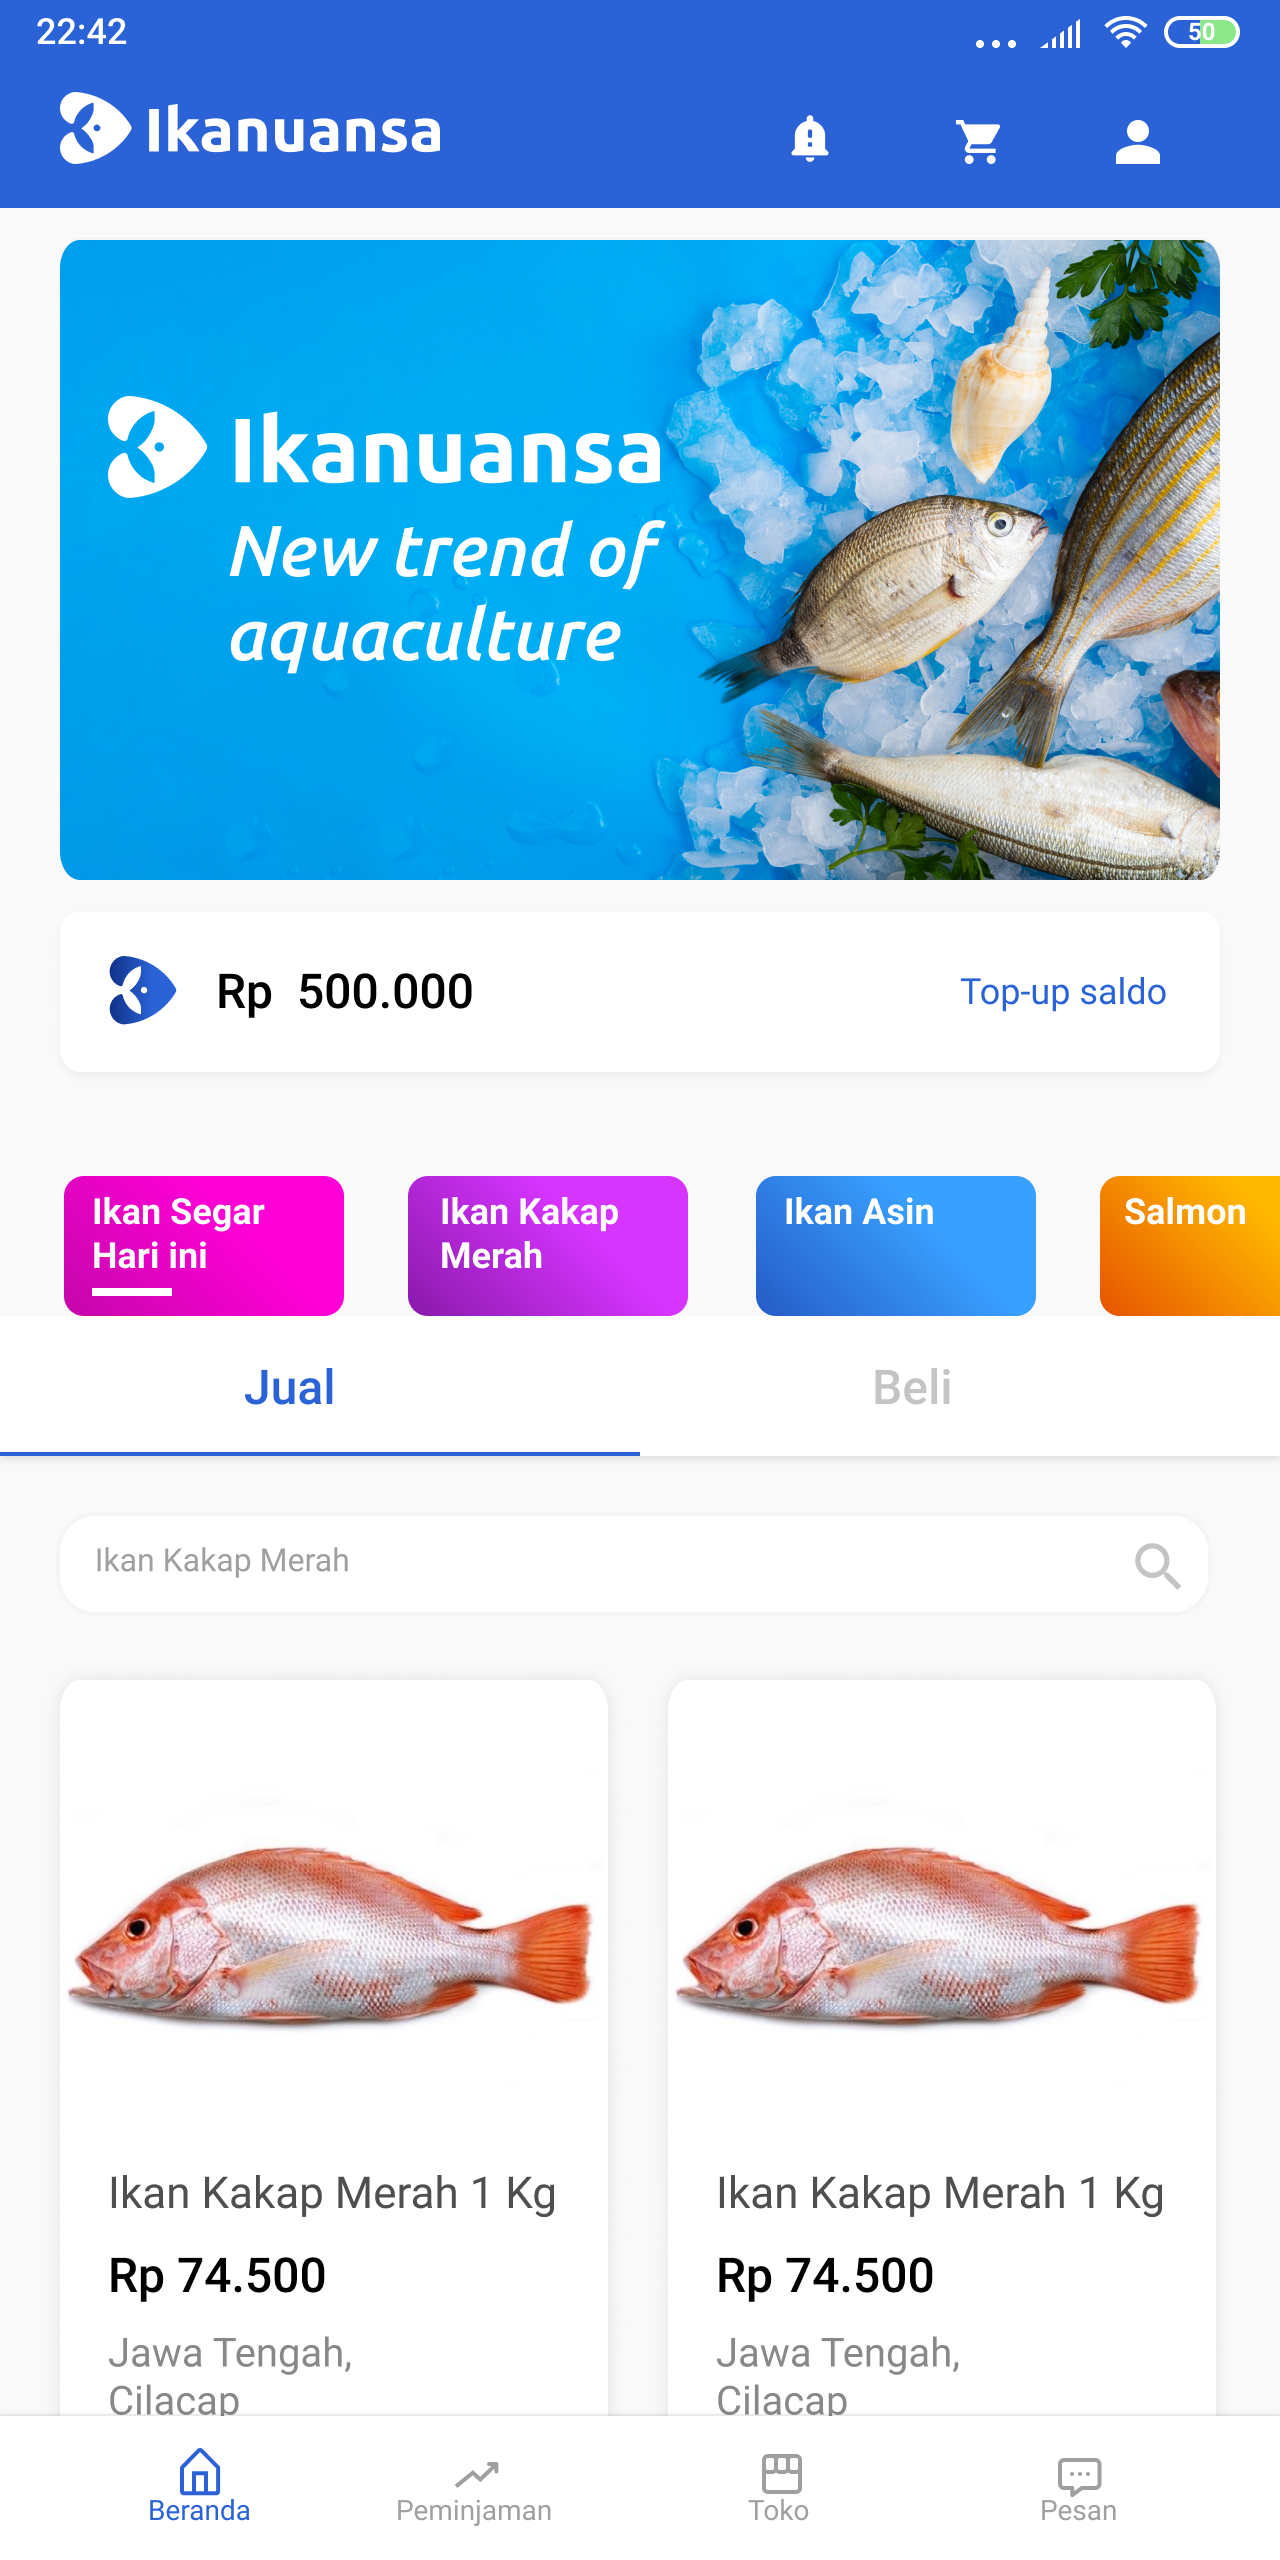 22:42
50
Ikanuansa
Ikanuansa
New trend of
aquaculture
Rp 500.000
Top-up saldo
Ikan Segar
Hari ini
Ikan Kakap
Merah
Ikan Asin
Salmon
Jual
Beli
Ikan Kakap Merah
Ikan Kakap Merah 1 Kg
Rp 74.500
Jawa Tengah,
Cilacap
Ikan Kakap Merah 1 Kg
Rp 74.500
Jawa Tengah,
Cilacap
Beranda
Peminjaman
Toko
Pesan